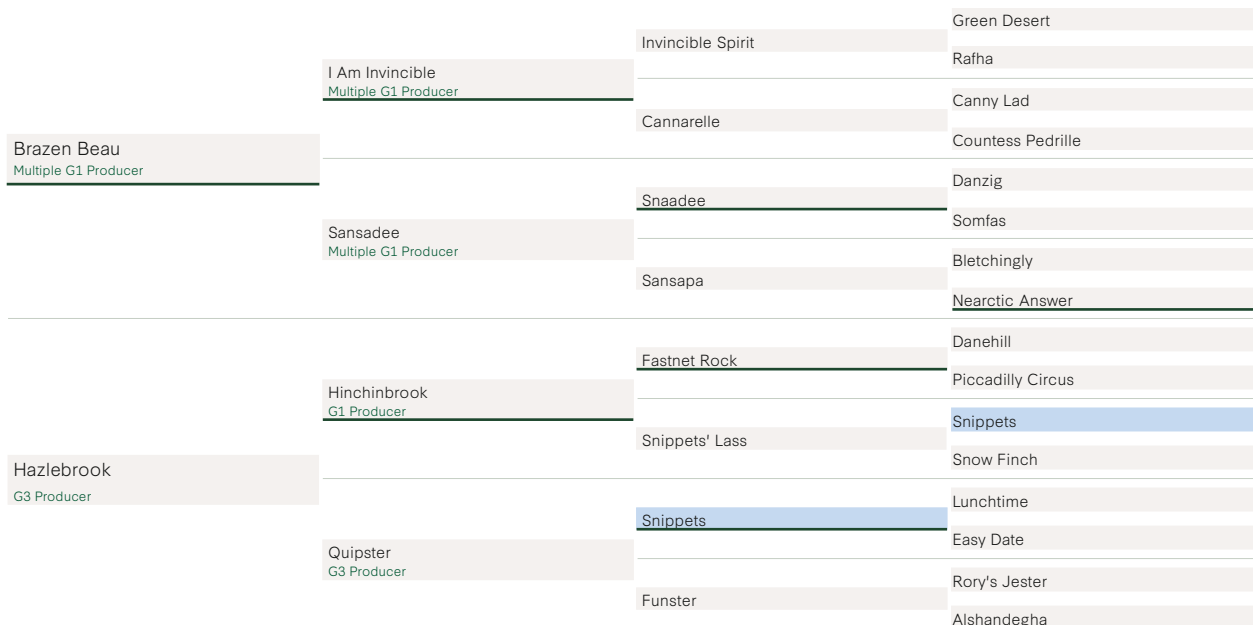 Brazen Beau
Multiple G1 Producer
Hazlebrook
G3 Producer
I Am Invincible
Multiple G1 Producer
Sansadee
Multiple G1 Producer
Hinchinbrook
G1 Producer
Quipster
G3 Producer
Invincible Spirit
Cannarelle
Snaadee
Sansapa
Fastnet Rock
Snippets' Lass
Snippets
Funster
Green Desert
Rafha
Canny Lad
Countess Pedrille
Danzig
Somfas
Bletchingly
Nearctic Answer
Danehill
Piccadilly Circus
Snippets
Snow Finch
Lunchtime
Easy Date
Rory's Jester
Alshandegha